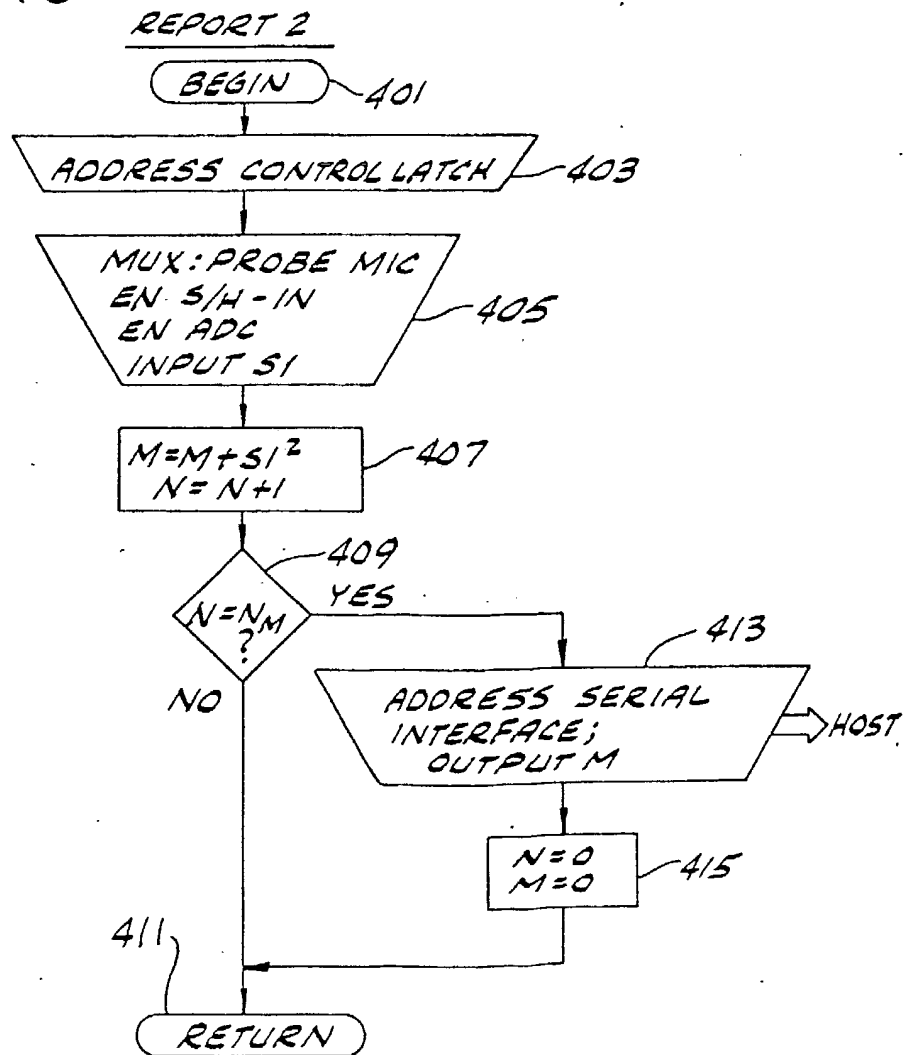 REPORT 2
BEGIN
401
ADDRESS CONTROL LATCH
403
MUX: PROBE MIC
EN S/H-IN
EN ADC
INPUT S1
405
M=M+S1²
N=N+1
407
409
N=N_M
?
YES
NO
413
ADDRESS SERIAL
INTERFACE;
OUTPUT M
HOST
N=0
M=0
415
411
RETURN